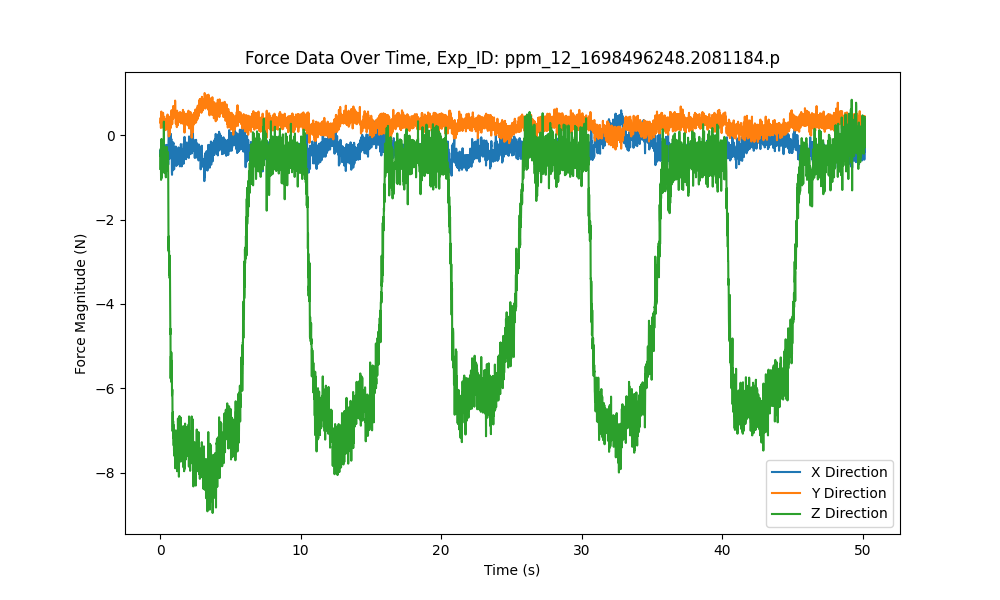 Force Data Over Time, Exp_ID: ppm_12_1698496248.2081184.p
Force Magnitude (N)
0
−2
−4
−6
−8
0 10 20 30 40 50
Time (s)
X Direction
Y Direction
Z Direction